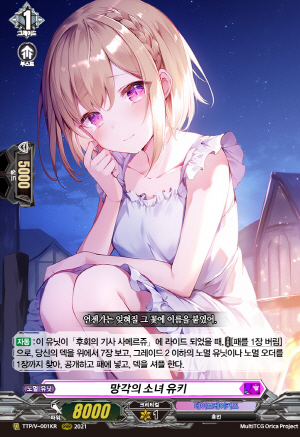 1
그레이드
부스트
5000
실드
언젠가는 잊혀질 그 꽃에 이름을 붙였어.
자동 : 이 유닛이 「후회의 기사 사베르쥬」에 라이드 되었을 때, [패를 1장 버림]
으로, 당신의 덱을 위에서 7장 보고, 그레이드 2 이하의 노멀 유닛이나 노멀 오더를
1장까지 찾아, 공개하고 패에 넣고, 덱을 셔플 한다.
노멀 유닛
망각의 소녀 유키
파워
8000
크리티컬
1
휴먼
TTP/V-001KR
2021
MultiTCG Orica Project